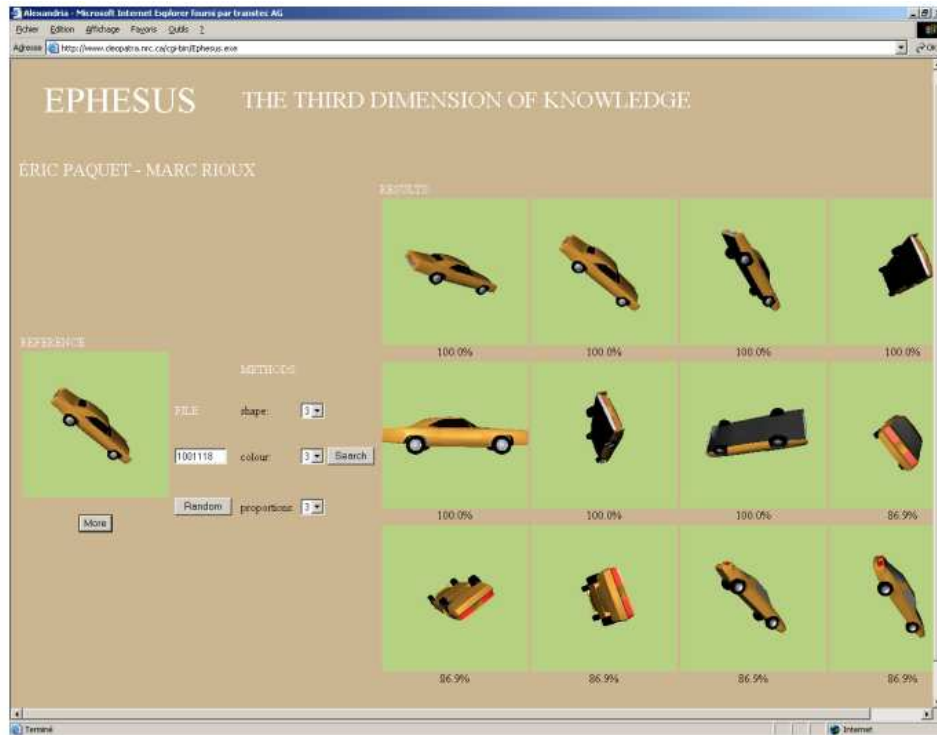 Alexandria - Microsoft Internet Explorer fourni par transtec AG
Fichier Edition Affichage Favoris Outils ?
Adresse http://www.cleopatra.nrc.ca/cgi-bin/Ephesus.exe OK
EPHESUS THE THIRD DIMENSION OF KNOWLEDGE
ÉRIC PAQUET - MARC RIOUX
RESULTS
100.0% 100.0% 100.0% 100.0%
REFERENCE
METHODS
FILE shape: 3
1001118 colour: 3 Search
Random proportions: 3
More
100.0% 100.0% 100.0% 86.9%
86.9% 86.9% 86.9% 86.9%
Terminé Internet